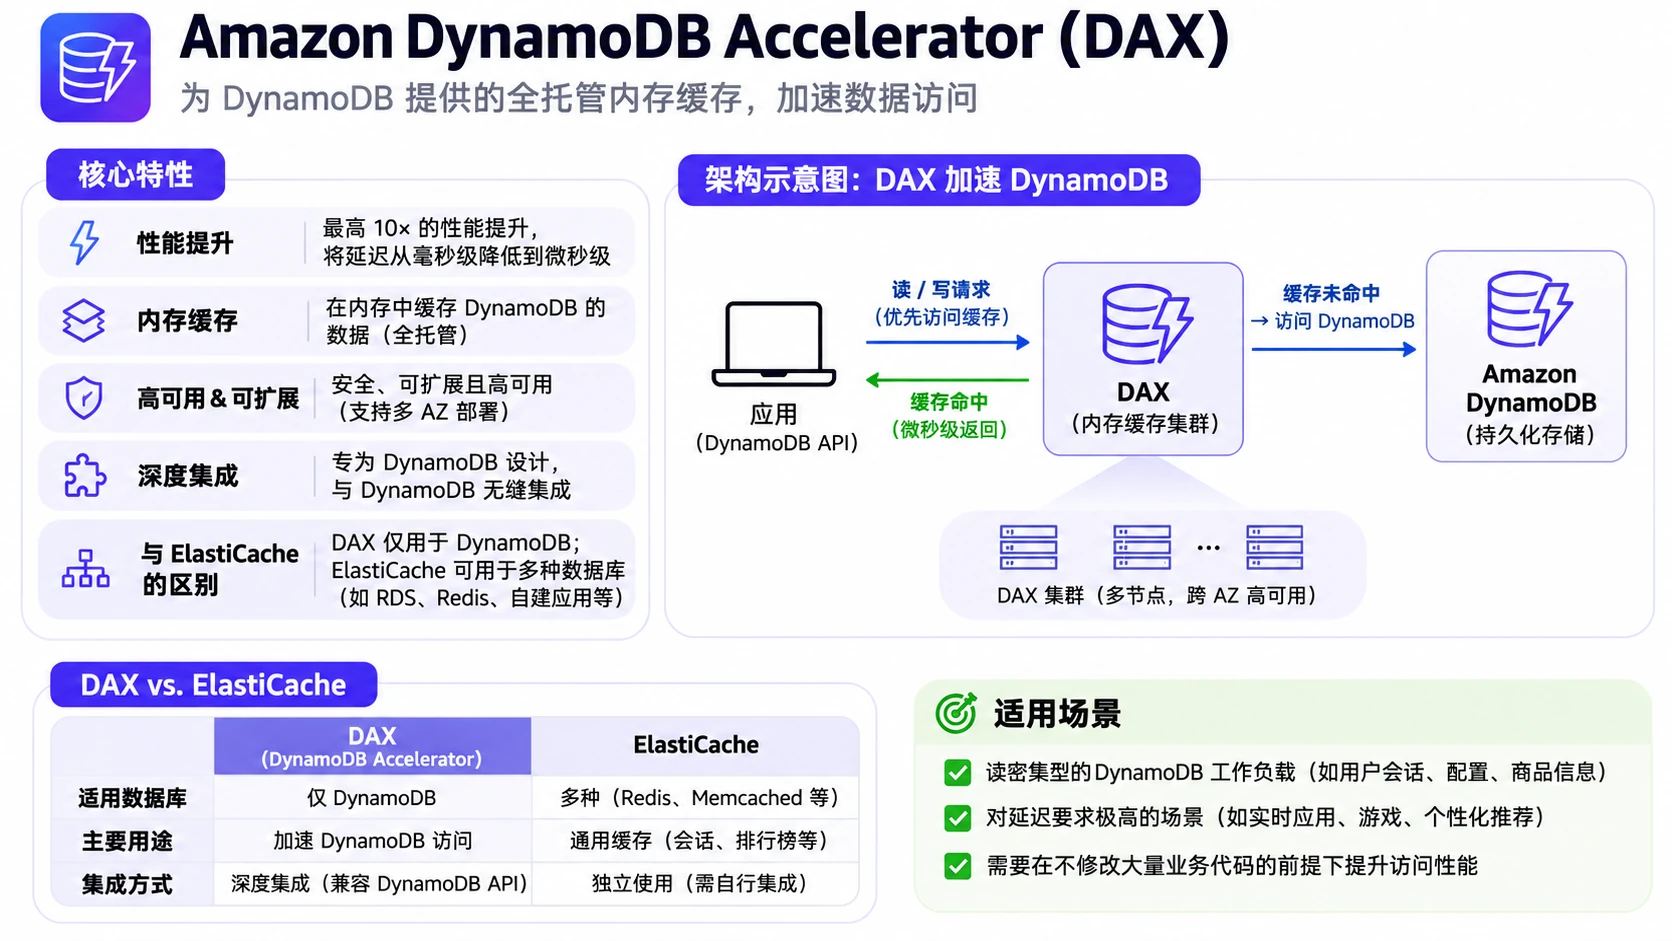 Amazon DynamoDB Accelerator (DAX)
为 DynamoDB 提供的全托管内存缓存，加速数据访问
核心特性
性能提升
最高 10× 的性能提升，
将延迟从毫秒级降低到微秒级
内存缓存
在内存中缓存 DynamoDB 的
数据（全托管）
高可用 & 可扩展
安全、可扩展且高可用
（支持多 AZ 部署）
深度集成
专为 DynamoDB 设计，
与 DynamoDB 无缝集成
与 ElastiCache
的区别
DAX 仅用于 DynamoDB；
ElastiCache 可用于多种数据库
（如 RDS、Redis、自建应用等）
架构示意图：DAX 加速 DynamoDB
应用
（DynamoDB API）
读 / 写请求
（优先访问缓存）
缓存命中
（微秒级返回）
DAX
（内存缓存集群）
缓存未命中
→ 访问 DynamoDB
Amazon
DynamoDB
（持久化存储）
...
DAX 集群（多节点，跨 AZ 高可用）
DAX vs. ElastiCache
DAX
（DynamoDB Accelerator）
ElastiCache
适用数据库
仅 DynamoDB
多种（Redis、Memcached 等）
主要用途
加速 DynamoDB 访问
通用缓存（会话、排行榜等）
集成方式
深度集成（兼容 DynamoDB API）
独立使用（需自行集成）
适用场景
读密集型的DynamoDB 工作负载（如用户会话、配置、商品信息）
对延迟要求极高的场景（如实时应用、游戏、个性化推荐）
需要在不修改大量业务代码的前提下提升访问性能